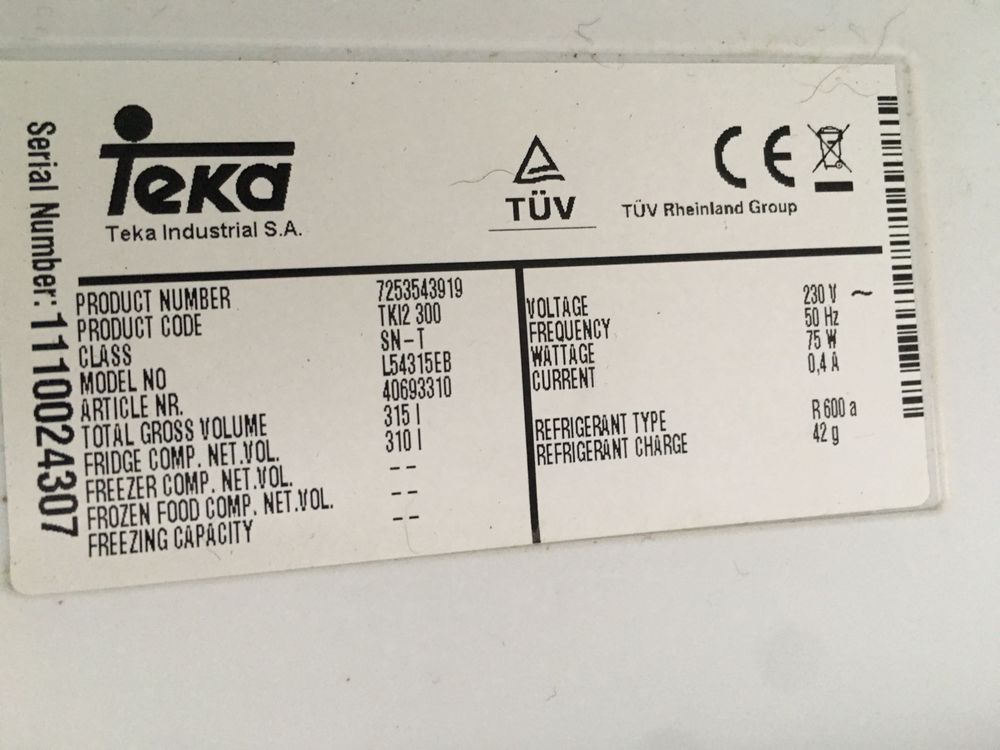 Teka
Teka Industrial S.A.
TÜV
CE
TÜV Rheinland Group
Serial Number: 1110024307
PRODUCT NUMBER 7253543919
PRODUCT CODE TKI2 300
CLASS SN-T
MODEL NO L54315EB
ARTICLE NR. 40693310
TOTAL GROSS VOLUME 315 l
FRIDGE COMP. NET.VOL. 310 l
FREEZER COMP. NET.VOL. --
FROZEN FOOD COMP. NET.VOL. --
FREEZING CAPACITY --
VOLTAGE 230 V ~
FREQUENCY 50 Hz
WATTAGE 75 W
CURRENT 0,4 A
REFRIGERANT TYPE R 600 a
REFRIGERANT CHARGE 42 g